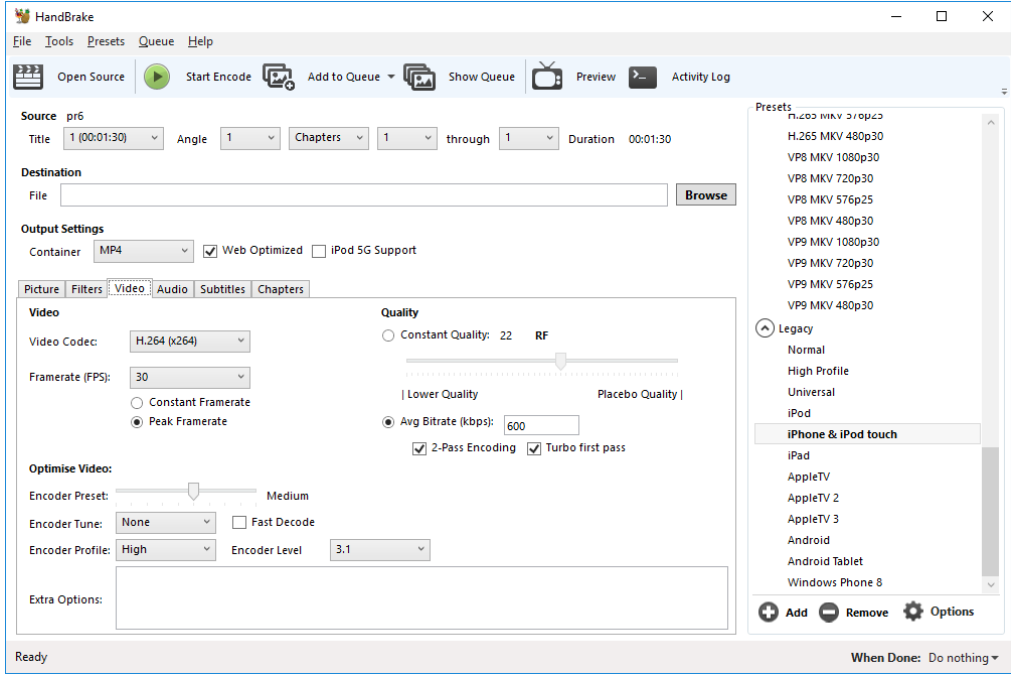 HandBrake
File Tools Presets Queue Help
Open Source Start Encode Add to Queue Show Queue Preview Activity Log
Source pr6
Title 1 (00:01:30) Angle 1 Chapters 1 through 1 Duration 00:01:30
Destination
File Browse
Output Settings
Container MP4 Web Optimized iPod 5G Support
Picture Filters Video Audio Subtitles Chapters
Video
Video Codec: H.264 (x264)
Framerate (FPS): 30
Constant Framerate
Peak Framerate
Quality
Constant Quality: 22 RF
| Lower Quality Placebo Quality |
Avg Bitrate (kbps): 600
2-Pass Encoding Turbo first pass
Optimise Video:
Encoder Preset: Medium
Encoder Tune: None Fast Decode
Encoder Profile: High Encoder Level 3.1
Extra Options:
Presets
H.265 MKV 576p25
H.265 MKV 480p30
VP8 MKV 1080p30
VP8 MKV 720p30
VP8 MKV 576p25
VP8 MKV 480p30
VP9 MKV 1080p30
VP9 MKV 720p30
VP9 MKV 576p25
VP9 MKV 480p30
Legacy
Normal
High Profile
Universal
iPod
iPhone & iPod touch
iPad
AppleTV
AppleTV 2
AppleTV 3
Android
Android Tablet
Windows Phone 8
Add Remove Options
Ready When Done: Do nothing